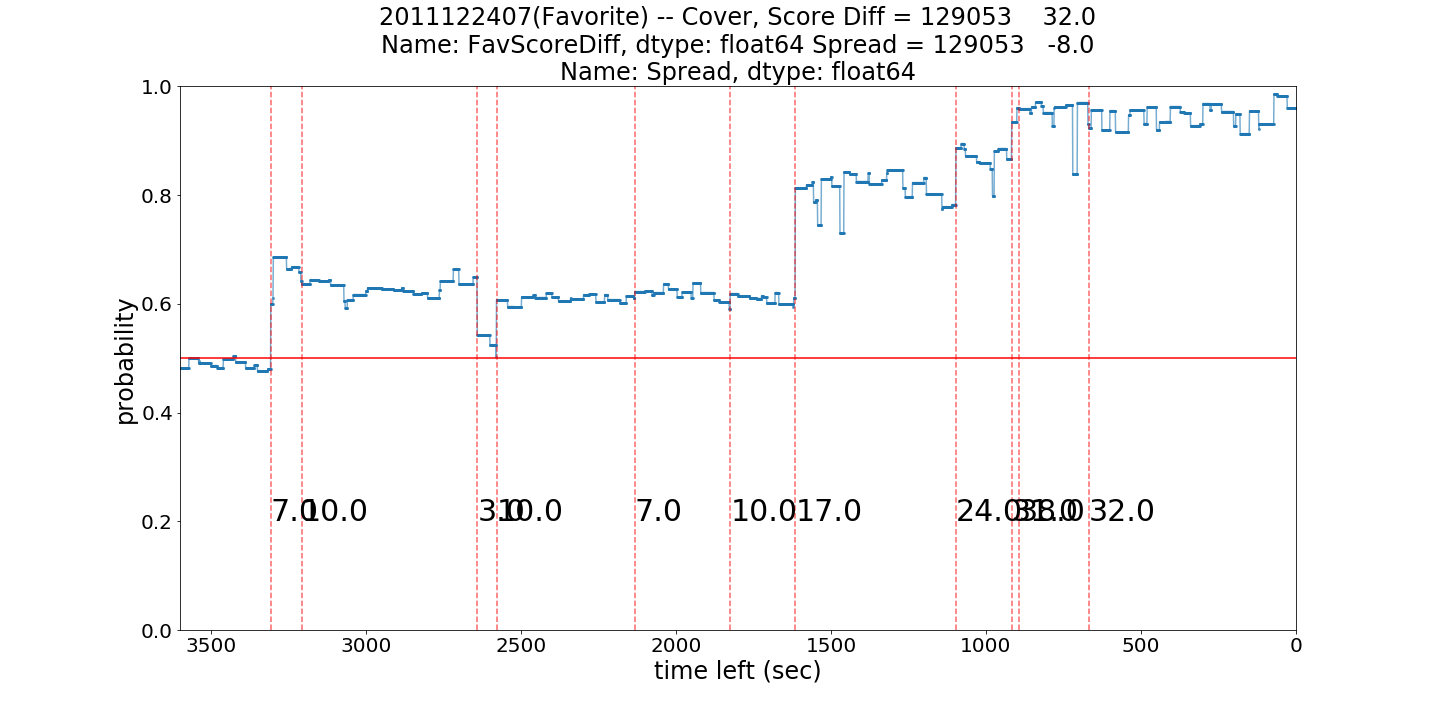 2011122407(Favorite) -- Cover, Score Diff = 129053    32.0
Name: FavScoreDiff, dtype: float64 Spread = 129053   -8.0
Name: Spread, dtype: float64
1.0
0.8
0.6
0.4
0.2
0.0
probability
7.0 10.0 3.0 10.0 7.0 10.0 17.0 24.0 31.0 38.0 32.0
3500 3000 2500 2000 1500 1000 500 0
time left (sec)